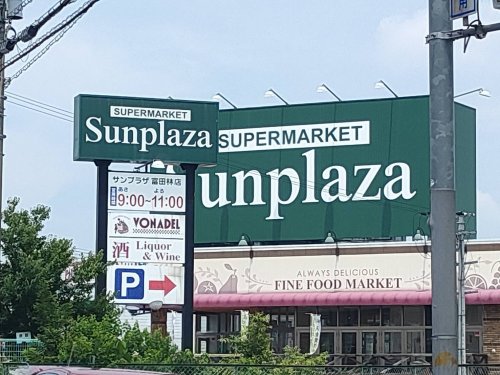 SUPERMARKET
Sunplaza
サンプラザ 富田林店
あさ よる
9:00~11:00
VONADEL
酒 Liquor & Wine
P
SUPERMARKET
Sunplaza
ALWAYS DELICIOUS
FINE FOOD MARKET